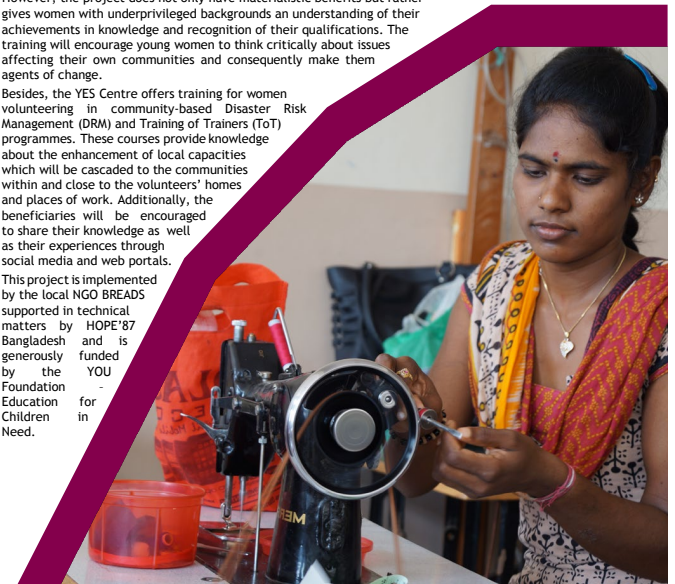 However, the project does not only have materialistic benefits but rather
gives women with underprivileged backgrounds an understanding of their
achievements in knowledge and recognition of their qualifications. The
training will encourage young women to think critically about issues
affecting their own communities and consequently make them
agents of change.
Besides, the YES Centre offers training for women
volunteering in community-based Disaster Risk
Management (DRM) and Training of Trainers (ToT)
programmes. These courses provide knowledge
about the enhancement of local capacities
which will be cascaded to the communities
within and close to the volunteers’ homes
and places of work. Additionally, the
beneficiaries will be encouraged
to share their knowledge as well
as their experiences through
social media and web portals.
This project is implemented
by the local NGO BREADS
supported in technical
matters by HOPE’87
Bangladesh and is
generously funded
by the YOU
Foundation -
Education for
Children in
Need.